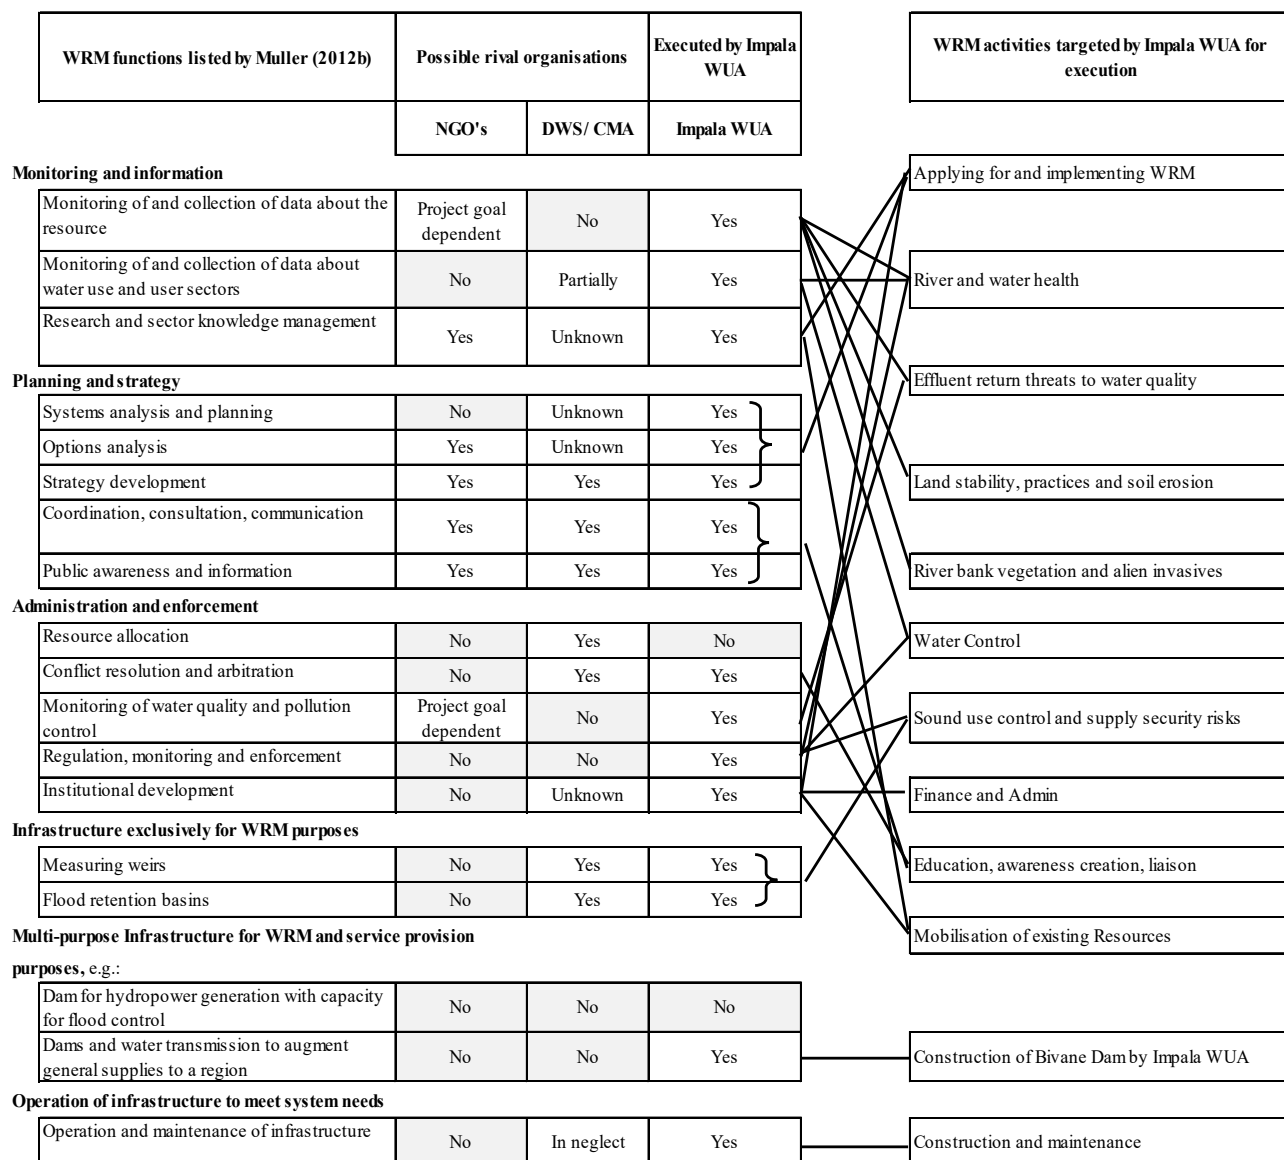 WRM functions listed by Muller (2012b)
Possible rival organisations
Executed by Impala
WUA
WRM activities targeted by Impala WUA for
execution
NGO's
DWS/ CMA
Impala WUA
Monitoring and information
Applying for and implementing WRM
Monitoring of and collection of data about the
resource
Project goal
dependent
No
Yes
Monitoring of and collection of data about
water use and user sectors
No
Partially
Yes
River and water health
Research and sector knowledge management
Yes
Unknown
Yes
Planning and strategy
Effluent return threats to water quality
Systems analysis and planning
No
Unknown
Yes
Options analysis
Yes
Unknown
Yes
Strategy development
Yes
Yes
Yes
Land stability, practices and soil erosion
Coordination, consultation, communication
Yes
Yes
Yes
Public awareness and information
Yes
Yes
Yes
River bank vegetation and alien invasives
Administration and enforcement
Resource allocation
No
Yes
No
Water Control
Conflict resolution and arbitration
No
Yes
Yes
Monitoring of water quality and pollution
control
Project goal
dependent
No
Yes
Sound use control and supply security risks
Regulation, monitoring and enforcement
No
No
Yes
Institutional development
No
Unknown
Yes
Finance and Admin
Infrastructure exclusively for WRM purposes
Measuring weirs
No
Yes
Yes
Education, awareness creation, liaison
Flood retention basins
No
Yes
Yes
Multi-purpose Infrastructure for WRM and service provision
Mobilisation of existing Resources
purposes, e.g.:
Dam for hydropower generation with capacity
for flood control
No
No
No
Dams and water transmission to augment
general supplies to a region
No
No
Yes
Construction of Bivane Dam by Impala WUA
Operation of infrastructure to meet system needs
Operation and maintenance of infrastructure
No
In neglect
Yes
Construction and maintenance